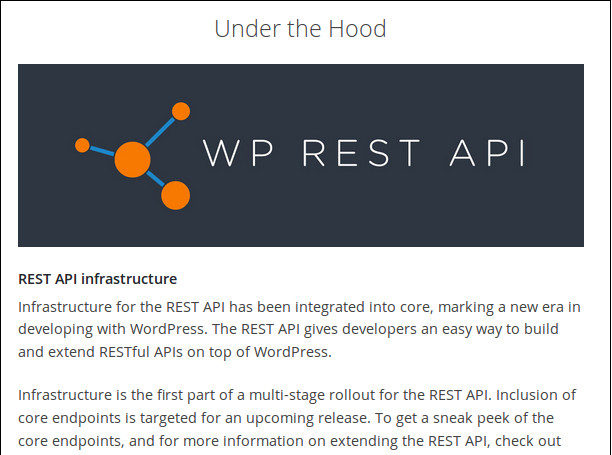 Under the Hood
WP REST API
REST API infrastructure
Infrastructure for the REST API has been integrated into core, marking a new era in
developing with WordPress. The REST API gives developers an easy way to build
and extend RESTful APIs on top of WordPress.
Infrastructure is the first part of a multi-stage rollout for the REST API. Inclusion of
core endpoints is targeted for an upcoming release. To get a sneak peek of the
core endpoints, and for more information on extending the REST API, check out